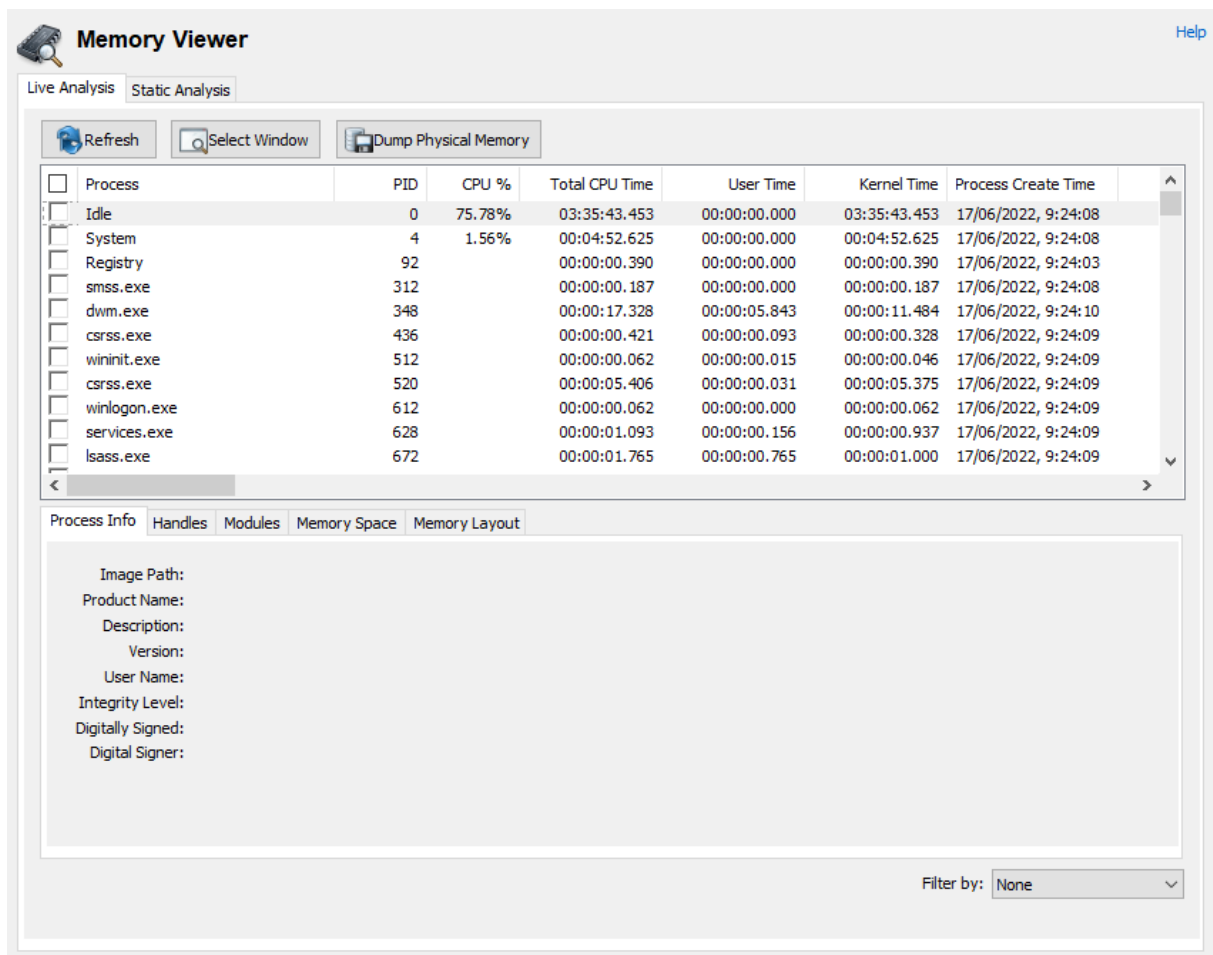 Memory Viewer
Help
Live Analysis Static Analysis
Refresh Select Window Dump Physical Memory
Process PID CPU % Total CPU Time User Time Kernel Time Process Create Time
Idle 0 75.78% 03:35:43.453 00:00:00.000 03:35:43.453 17/06/2022, 9:24:08
System 4 1.56% 00:04:52.625 00:00:00.000 00:04:52.625 17/06/2022, 9:24:08
Registry 92 00:00:00.390 00:00:00.000 00:00:00.390 17/06/2022, 9:24:03
smss.exe 312 00:00:00.187 00:00:00.000 00:00:00.187 17/06/2022, 9:24:08
dwm.exe 348 00:00:17.328 00:00:05.843 00:00:11.484 17/06/2022, 9:24:10
csrss.exe 436 00:00:00.421 00:00:00.093 00:00:00.328 17/06/2022, 9:24:09
wininit.exe 512 00:00:00.062 00:00:00.015 00:00:00.046 17/06/2022, 9:24:09
csrss.exe 520 00:00:05.406 00:00:00.031 00:00:05.375 17/06/2022, 9:24:09
winlogon.exe 612 00:00:00.062 00:00:00.000 00:00:00.062 17/06/2022, 9:24:09
services.exe 628 00:00:01.093 00:00:00.156 00:00:00.937 17/06/2022, 9:24:09
lsass.exe 672 00:00:01.765 00:00:00.765 00:00:01.000 17/06/2022, 9:24:09
Process Info Handles Modules Memory Space Memory Layout
Image Path:
Product Name:
Description:
Version:
User Name:
Integrity Level:
Digitally Signed:
Digital Signer:
Filter by: None